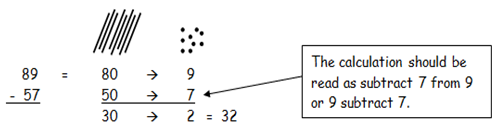 89 = 80 → 9
- 57 50 → 7
30 → 2 = 32
The calculation should be
read as subtract 7 from 9
or 9 subtract 7.